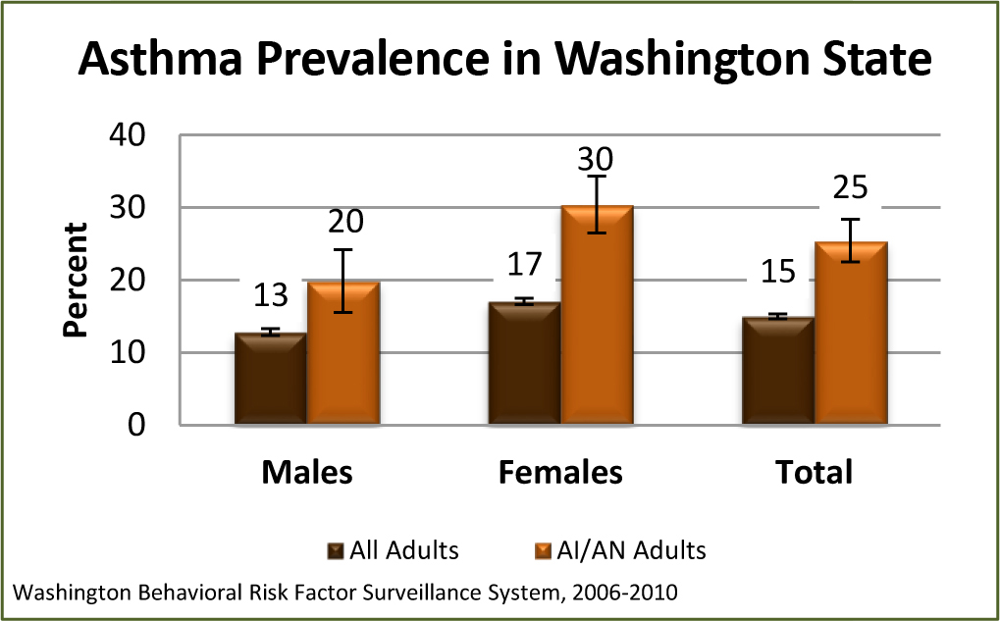 Asthma Prevalence in Washington State
Percent
40
30
20
10
0
13
20
17
30
15
25
Males
Females
Total
All Adults
AI/AN Adults
Washington Behavioral Risk Factor Surveillance System, 2006-2010